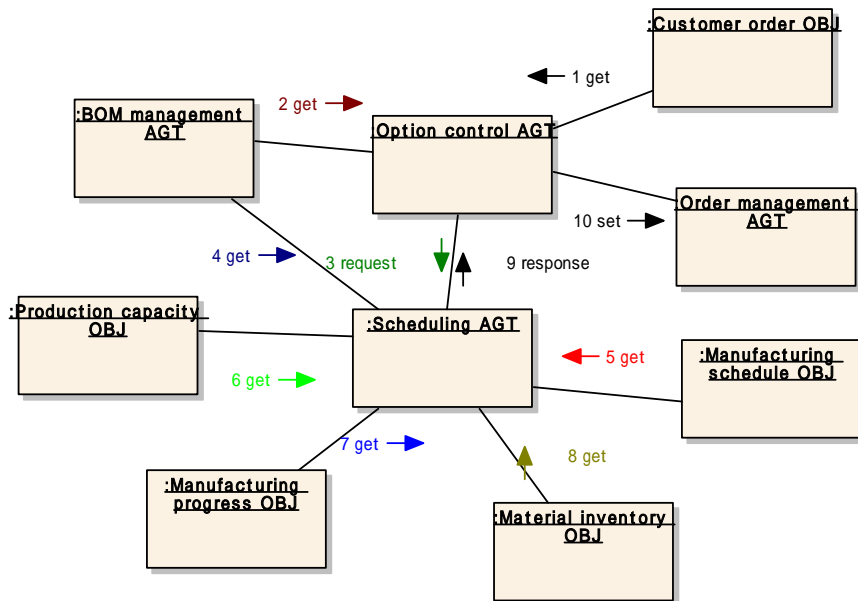 :Customer order OBJ
1 get
2 get
:BOM management
AGT
:Option control AGT
:Order management
AGT
10 set
4 get
3 request
9 response
:Production capacity
OBJ
:Scheduling AGT
5 get
:Manufacturing
schedule OBJ
6 get
7 get
8 get
:Manufacturing
progress OBJ
:Material inventory
OBJ